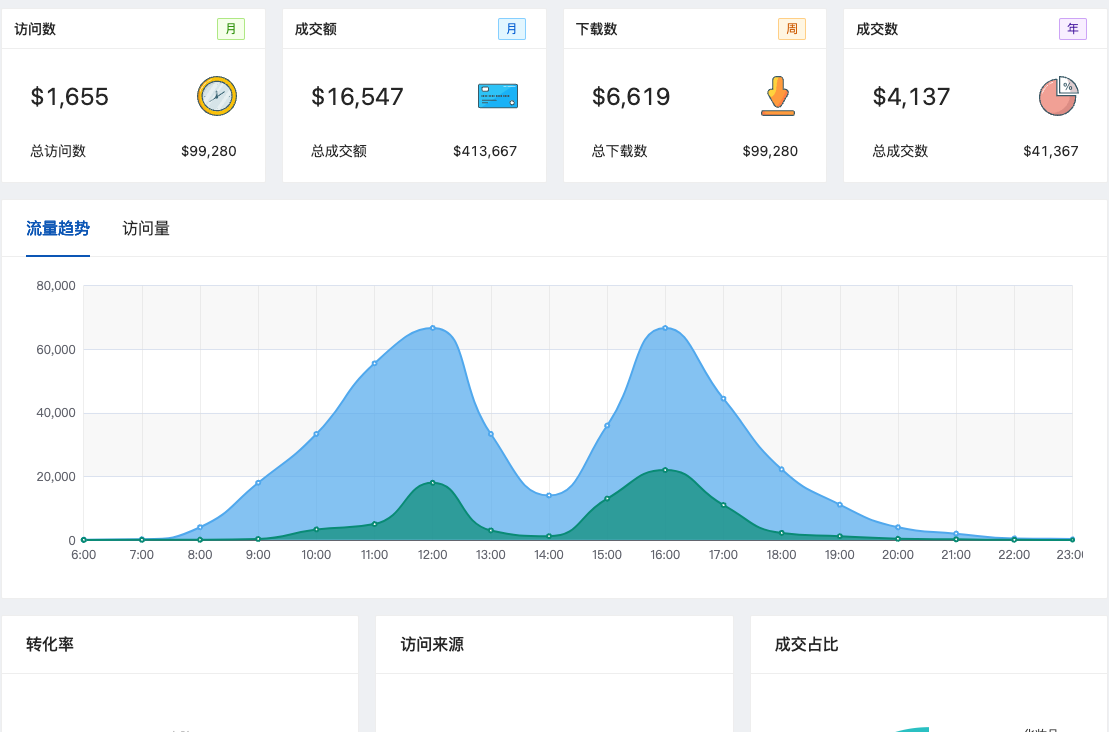 访问数 月 成交额 月 下载数 周 成交数 年
$1,655 $16,547 $6,619 $4,137 %
总访问数 $99,280 总成交额 $413,667 总下载数 $99,280 总成交数 $41,367
流量趋势 访问量
80,000
60,000
40,000
20,000
0
6:00 7:00 8:00 9:00 10:00 11:00 12:00 13:00 14:00 15:00 16:00 17:00 18:00 19:00 20:00 21:00 22:00 23:00
转化率 访问来源 成交占比